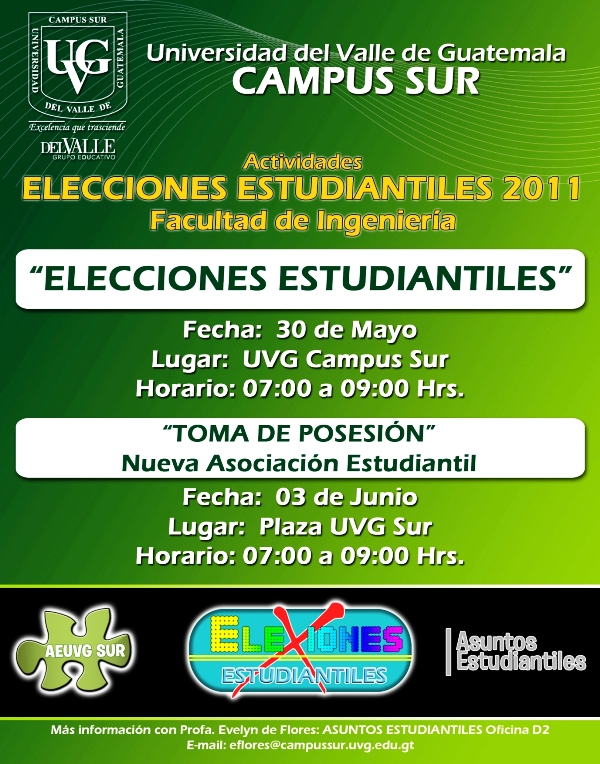 CAMPUS SUR
UVG
UNIVERSIDAD
DEL VALLE DE
GUATEMALA
Excelencia que trasciende
DELVALLE
GRUPO EDUCATIVO
Universidad del Valle de Guatemala
CAMPUS SUR
Actividades
ELECCIONES ESTUDIANTILES 2011
Facultad de Ingeniería
“ELECCIONES ESTUDIANTILES”
Fecha: 30 de Mayo
Lugar: UVG Campus Sur
Horario: 07:00 a 09:00 Hrs.
“TOMA DE POSESIÓN”
Nueva Asociación Estudiantil
Fecha: 03 de Junio
Lugar: Plaza UVG Sur
Horario: 07:00 a 09:00 Hrs.
AEUVG SUR
EleXiones
ESTUDIANTILES
Asuntos
Estudiantiles
Más información con Profa. Evelyn de Flores: ASUNTOS ESTUDIANTILES Oficina D2
E-mail: eflores@campussur.uvg.edu.gt